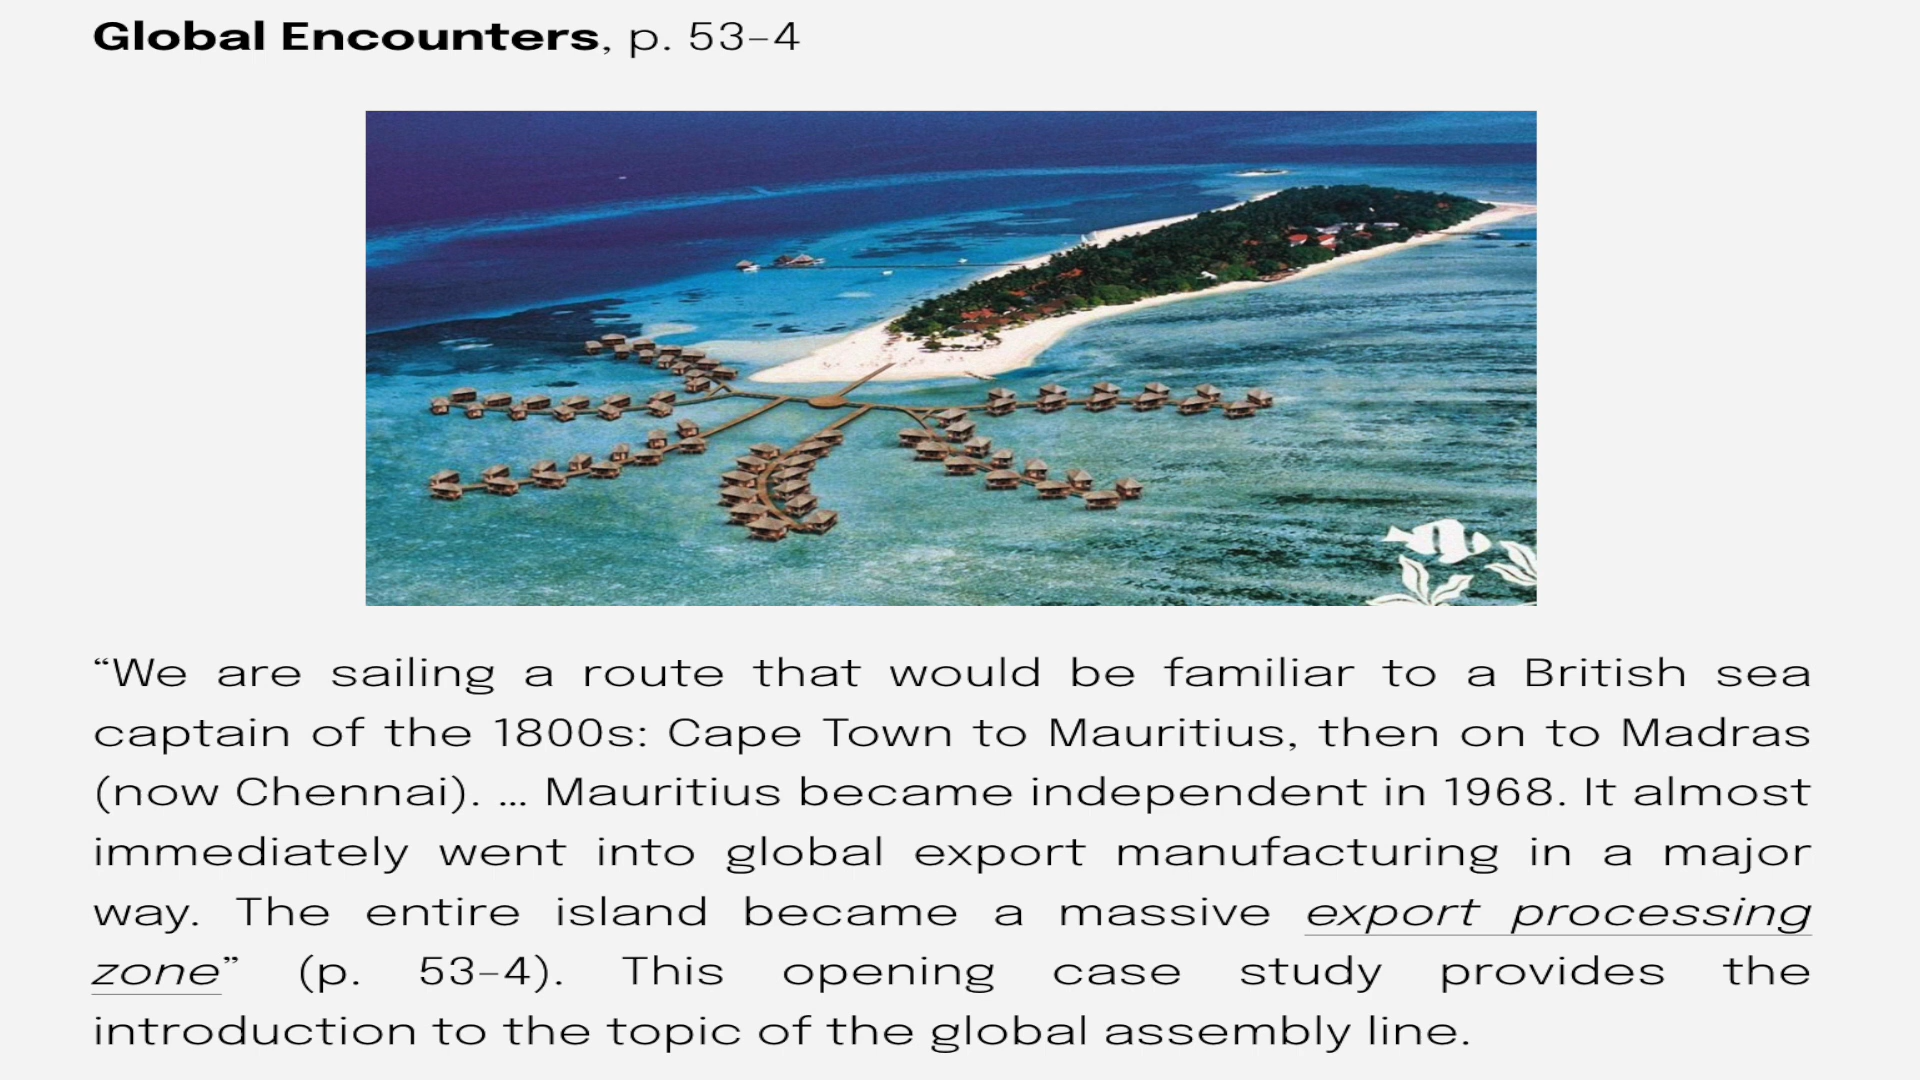 Global Encounters, p. 53–4
“We are sailing a route that would be familiar to a British sea
captain of the 1800s: Cape Town to Mauritius, then on to Madras
(now Chennai). ... Mauritius became independent in 1968. It almost
immediately went into global export manufacturing in a major
way. The entire island became a massive export processing
zone” (p. 53–4). This opening case study provides the
introduction to the topic of the global assembly line.